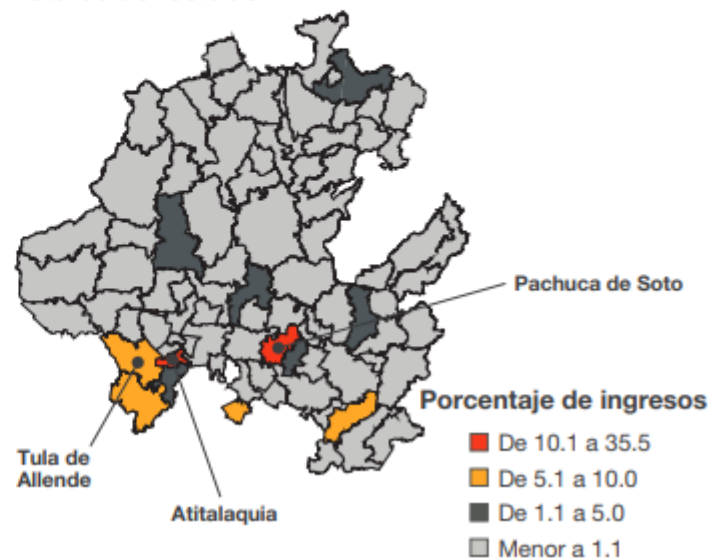 Pachuca de Soto
Porcentaje de ingresos
De 10.1 a 35.5
De 5.1 a 10.0
De 1.1 a 5.0
Menor a 1.1
Tula de
Allende
Atitalaquia